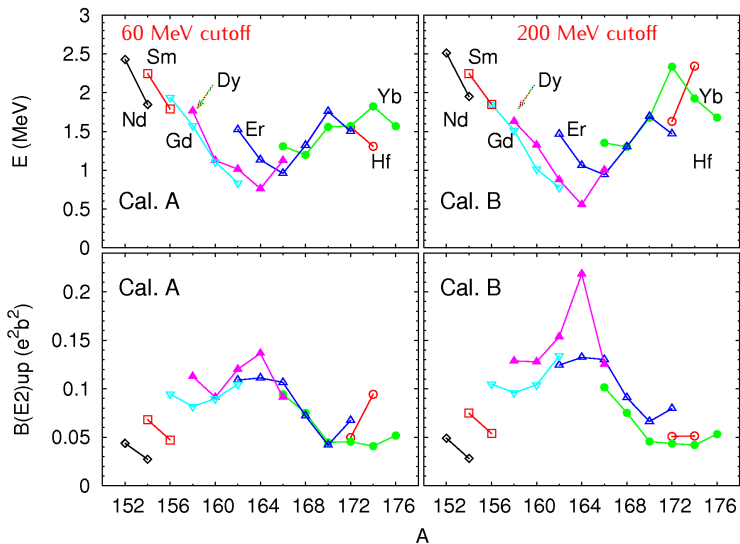 60 MeV cutoff
200 MeV cutoff
E (MeV)
3
2.5
2
1.5
1
0.5
0
Sm
Dy
Nd
Gd
Er
Yb
Hf
Cal. A
Sm
Dy
Nd
Gd
Er
Yb
Hf
Cal. B
B(E2)up (e²b²)
0.2
0.15
0.1
0.05
0
Cal. A
Cal. B
152 156 160 164 168 172 176
152 156 160 164 168 172 176
A